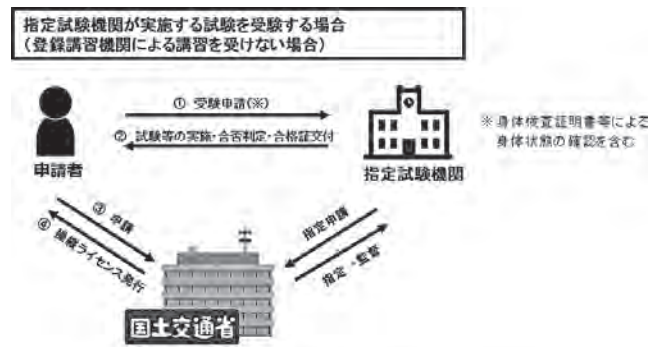 指定試験機関が実施する試験を受験する場合
(登録講習機関による講習を受けない場合)
① 受験申請(※)
② 試験等の実施・合否判定・合格証交付
申請者
指定試験機関
※身体検査証明書等による
身体状態の確認を含む
③ 申請
④ 操縦ライセンス発行
指定申請
指定・監督
国土交通省